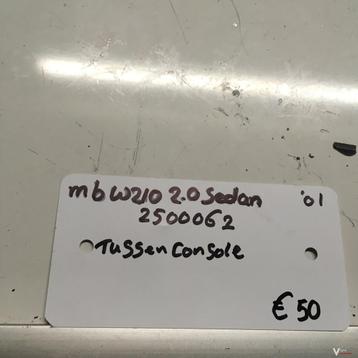 mb W210 2.0 Sedan '01
2500062
Tussen Console
€ 50